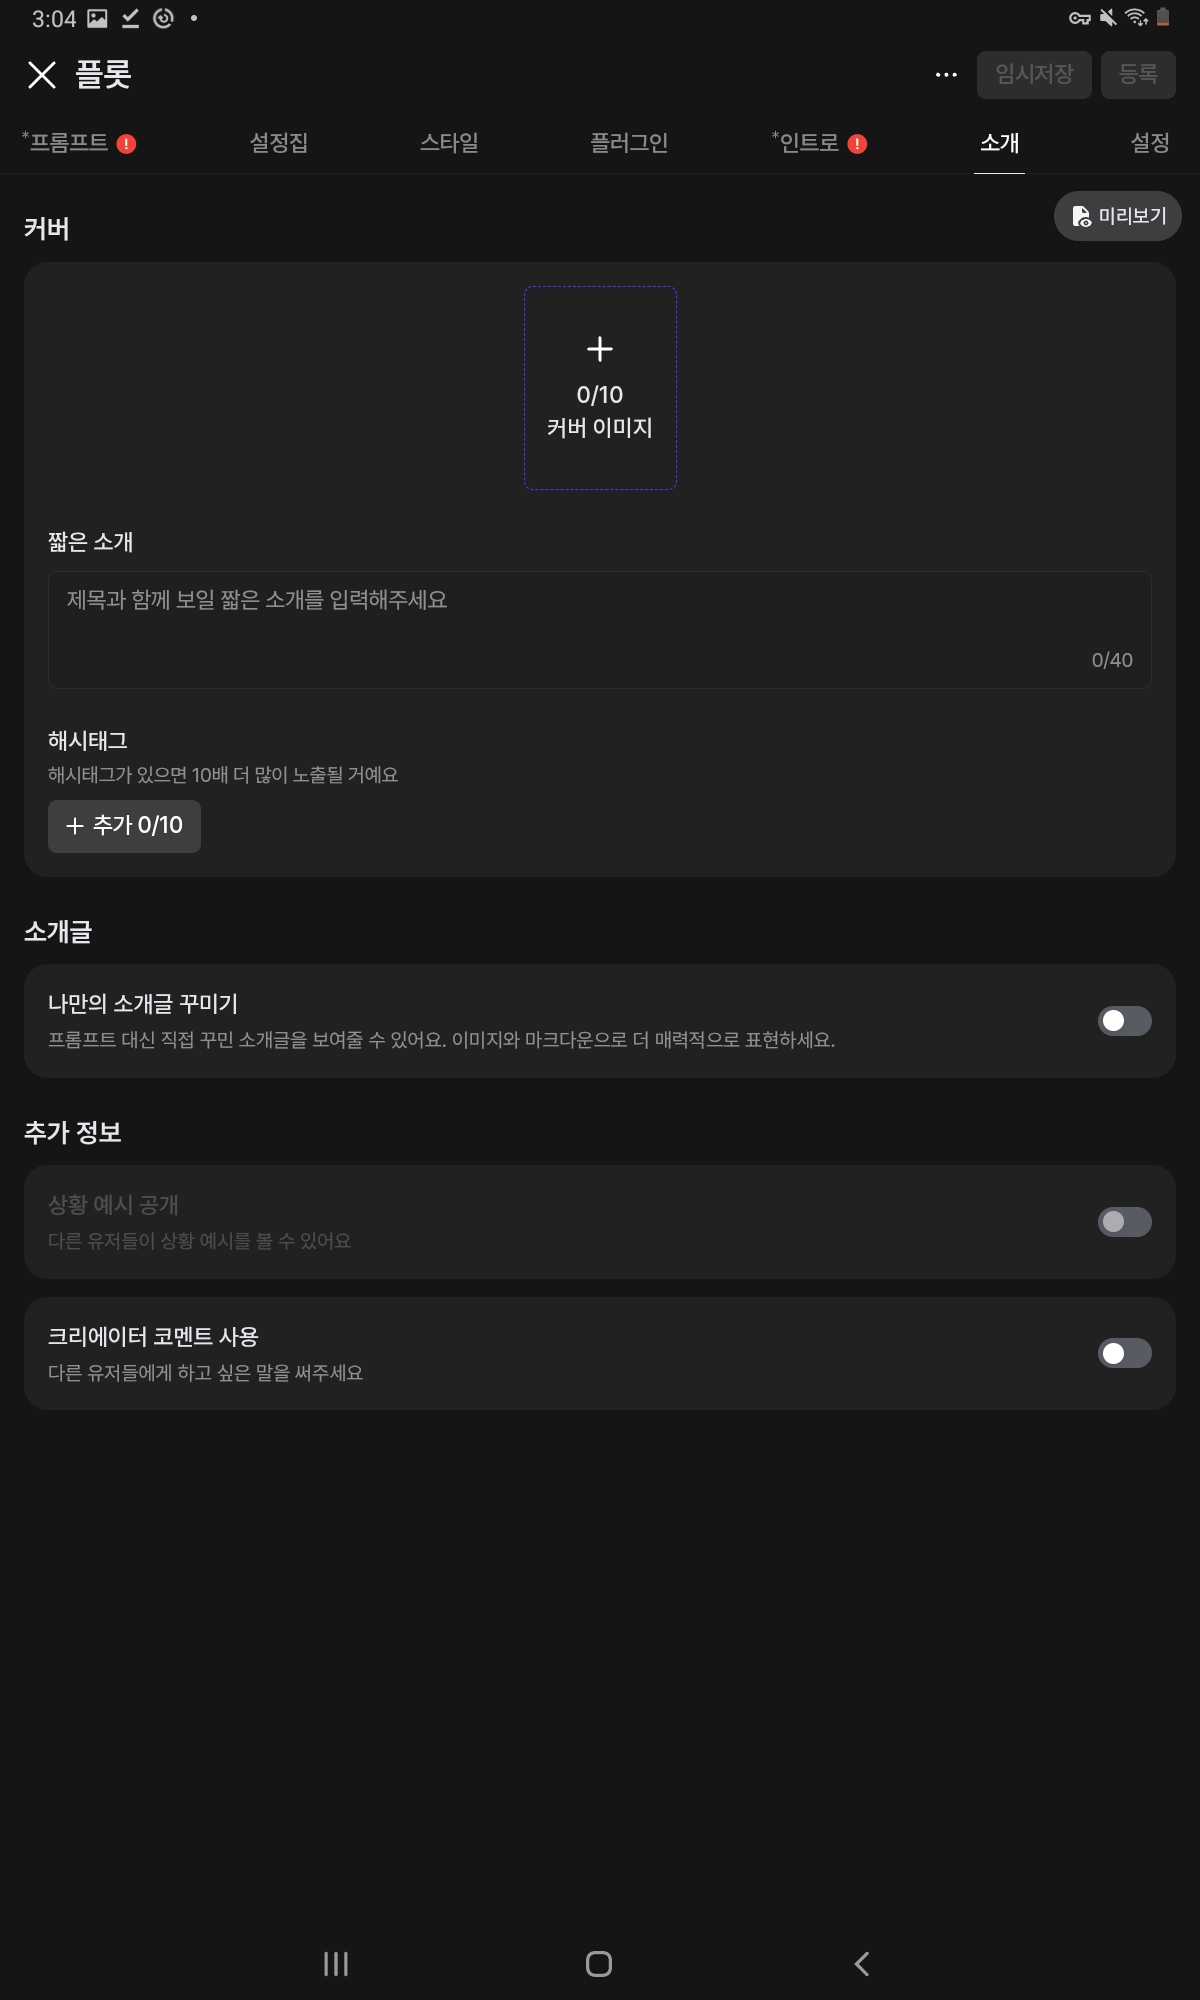 3:04
플롯
임시저장
등록
*프롬프트
설정집
스타일
플러그인
*인트로
소개
설정
커버
미리보기
0/10
커버 이미지
짧은 소개
제목과 함께 보일 짧은 소개를 입력해주세요
0/40
해시태그
해시태그가 있으면 10배 더 많이 노출될 거예요
+ 추가 0/10
소개글
나만의 소개글 꾸미기
프롬프트 대신 직접 꾸민 소개글을 보여줄 수 있어요. 이미지와 마크다운으로 더 매력적으로 표현하세요.
추가 정보
상황 예시 공개
다른 유저들이 상황 예시를 볼 수 있어요
크리에이터 코멘트 사용
다른 유저들에게 하고 싶은 말을 써주세요